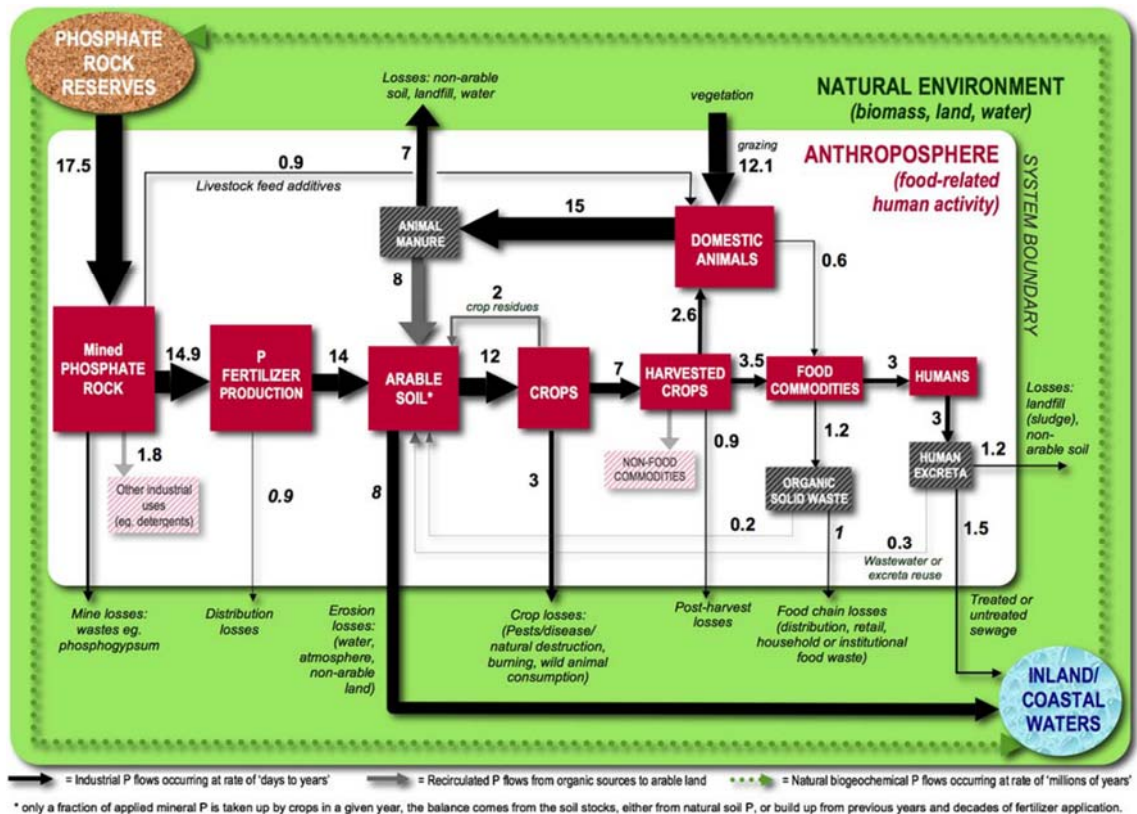 PHOSPHATE
ROCK
RESERVES
Losses: non-arable
soil, landfill, water
vegetation
NATURAL ENVIRONMENT
(biomass, land, water)
17.5
0.9
Livestock feed additives
7
grazing
12.1
ANTHROPOSPHERE
(food-related
human activity)
SYSTEM BOUNDARY
ANIMAL
MANURE
15
DOMESTIC
ANIMALS
8
2
crop residues
2.6
0.6
Mined
PHOSPHATE
ROCK
14.9
P
FERTILIZER
PRODUCTION
14
ARABLE
SOIL*
12
CROPS
7
HARVESTED
CROPS
3.5
FOOD
COMMODITIES
3
HUMANS
1.8
Other industrial
uses
(eg. detergents)
0.9
8
3
NON-FOOD
COMMODITIES
0.9
1.2
ORGANIC
SOLID WASTE
3
HUMAN
EXCRETA
1.2
Losses:
landfill
(sludge),
non-
arable soil
0.2
1
0.3
Wastewater or
excreta reuse
1.5
Mine losses:
wastes eg.
phosphogypsum
Distribution
losses
Erosion
losses:
(water,
atmosphere,
non-arable
land)
Crop losses:
(Pests/disease/
natural destruction,
burning, wild animal
consumption)
Post-harvest
losses
Food chain losses
(distribution, retail,
household or institutional
food waste)
Treated or
untreated
sewage
INLAND/
COASTAL
WATERS
= Industrial P flows occurring at rate of 'days to years'
= Recirculated P flows from organic sources to arable land
= Natural biogeochemical P flows occurring at rate of 'millions of years'
* only a fraction of applied mineral P is taken up by crops in a given year, the balance comes from the soil stocks, either from natural soil P, or build up from previous years and decades of fertilizer application.